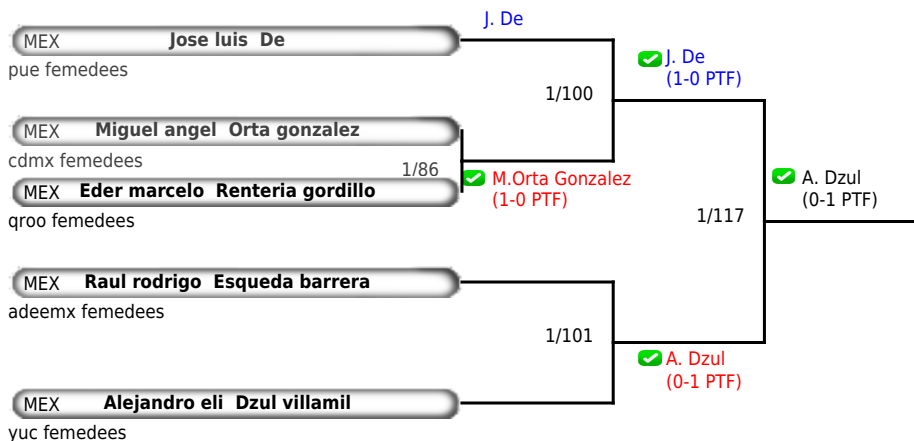 J. De
MEX Jose luis De
pue femedees
J. De
(1-0 PTF)
1/100
MEX Miguel angel Orta gonzalez
cdmx femedees
1/86
M.Orta Gonzalez
(1-0 PTF)
MEX Eder marcelo Renteria gordillo
qroo femedees
A. Dzul
(0-1 PTF)
1/117
MEX Raul rodrigo Esqueda barrera
adeemx femedees
1/101
A. Dzul
(0-1 PTF)
MEX Alejandro eli Dzul villamil
yuc femedees